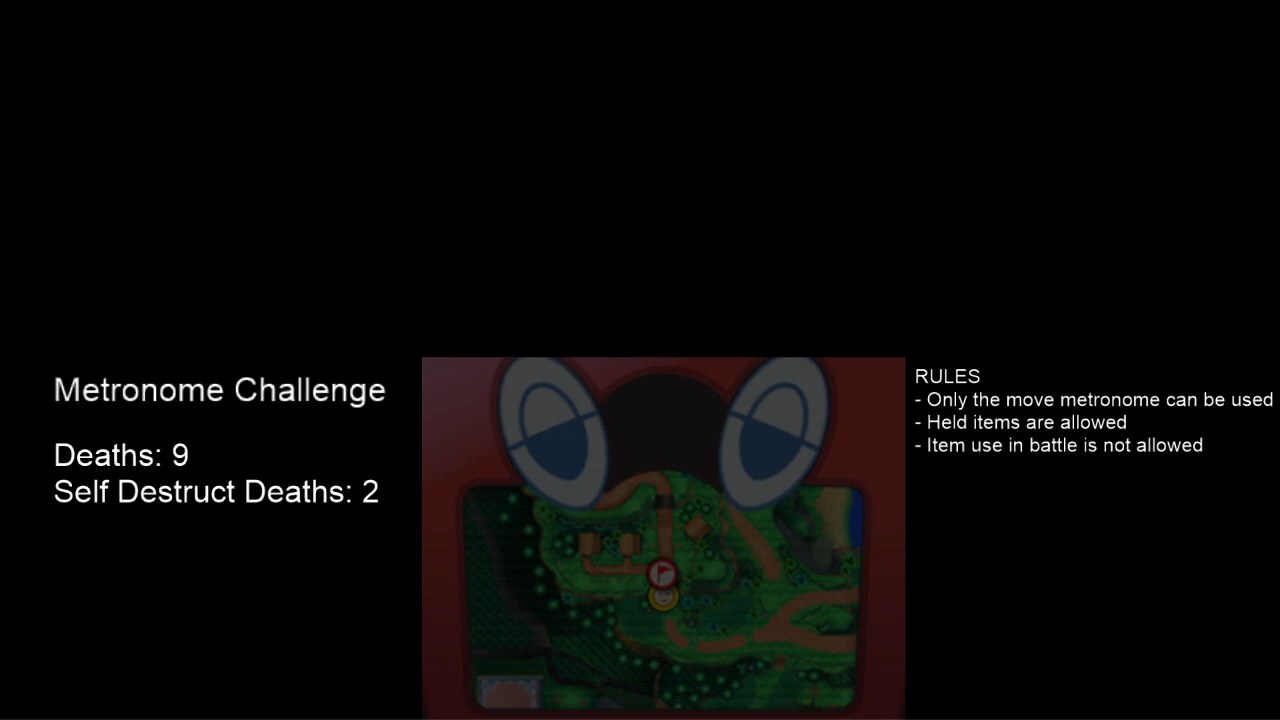 Metronome Challenge
Deaths: 9
Self Destruct Deaths: 2
RULES
- Only the move metronome can be used
- Held items are allowed
- Item use in battle is not allowed